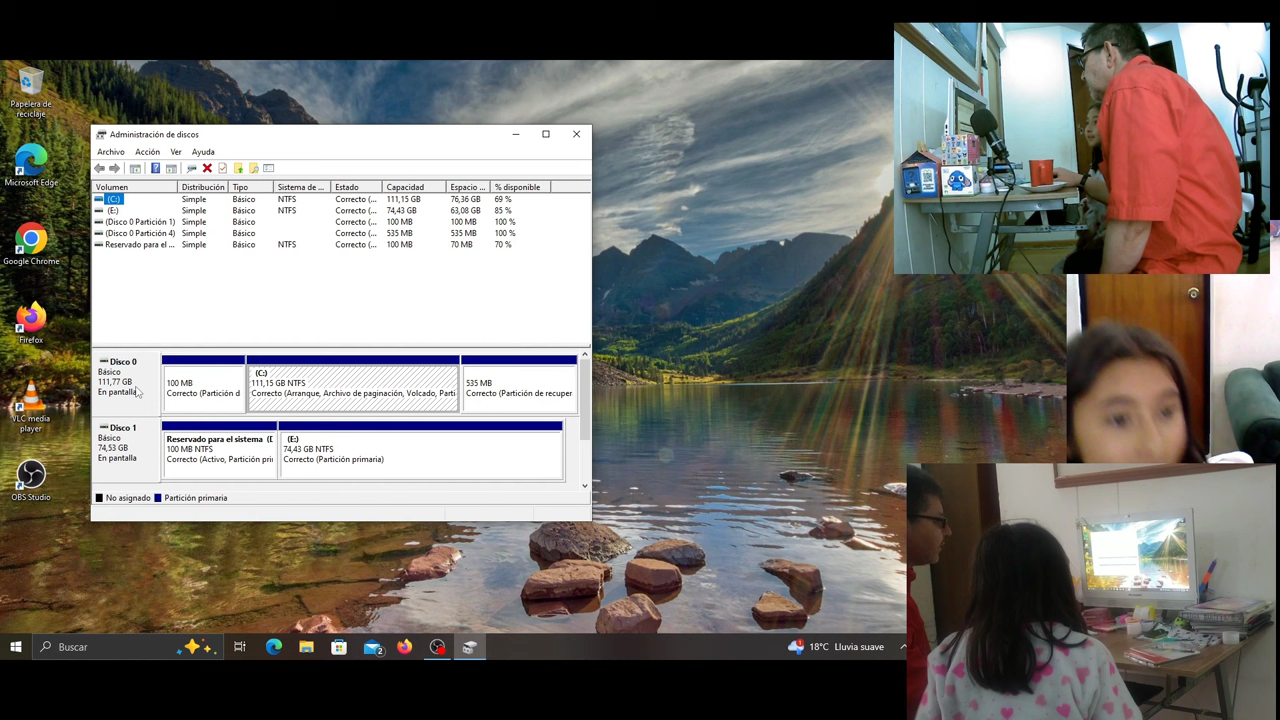 Papelera de
reciclaje
Microsoft Edge
Google Chrome
Firefox
VLC media
player
OBS Studio
Administración de discos
Archivo Acción Ver Ayuda
Volumen Distribución Tipo Sistema de ... Estado Capacidad Espacio ... % disponible
(C:) Simple Básico NTFS Correcto (... 111,15 GB 76,36 GB 69 %
(E:) Simple Básico NTFS Correcto (... 74,43 GB 63,08 GB 85 %
(Disco 0 Partición 1) Simple Básico Correcto (... 100 MB 100 MB 100 %
(Disco 0 Partición 4) Simple Básico Correcto (... 535 MB 535 MB 100 %
Reservado para el ... Simple Básico NTFS Correcto (... 100 MB 70 MB 70 %
Disco 0
Básico
111,77 GB
En pantalla
100 MB
Correcto (Partición d
(C:)
111,15 GB NTFS
Correcto (Arranque, Archivo de paginación, Volcado, Parti
535 MB
Correcto (Partición de recuper
Disco 1
Básico
74,53 GB
En pantalla
Reservado para el sistema (I
100 MB NTFS
Correcto (Activo, Partición pri
(E:)
74,43 GB NTFS
Correcto (Partición primaria)
No asignado Partición primaria
Buscar
2
1
18°C Lluvia suave